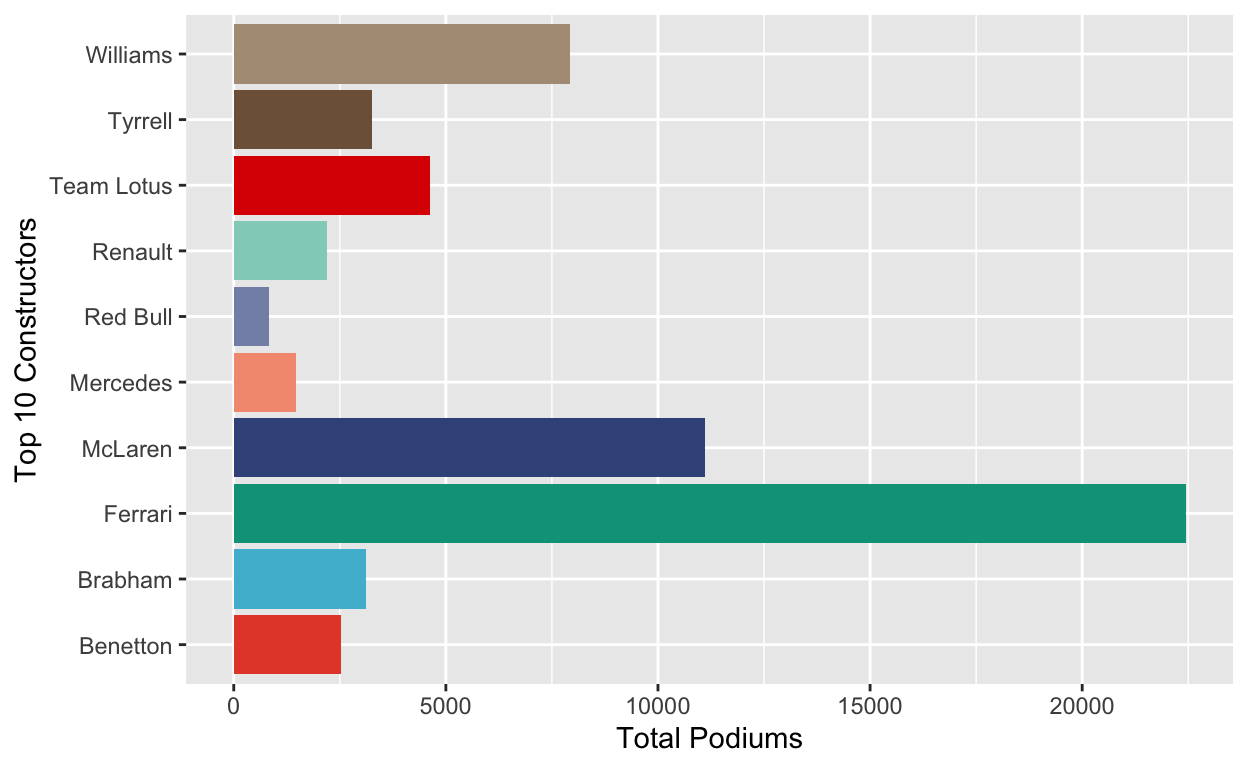 Top 10 Constructors
Williams
Tyrrell
Team Lotus
Renault
Red Bull
Mercedes
McLaren
Ferrari
Brabham
Benetton
0 5000 10000 15000 20000
Total Podiums